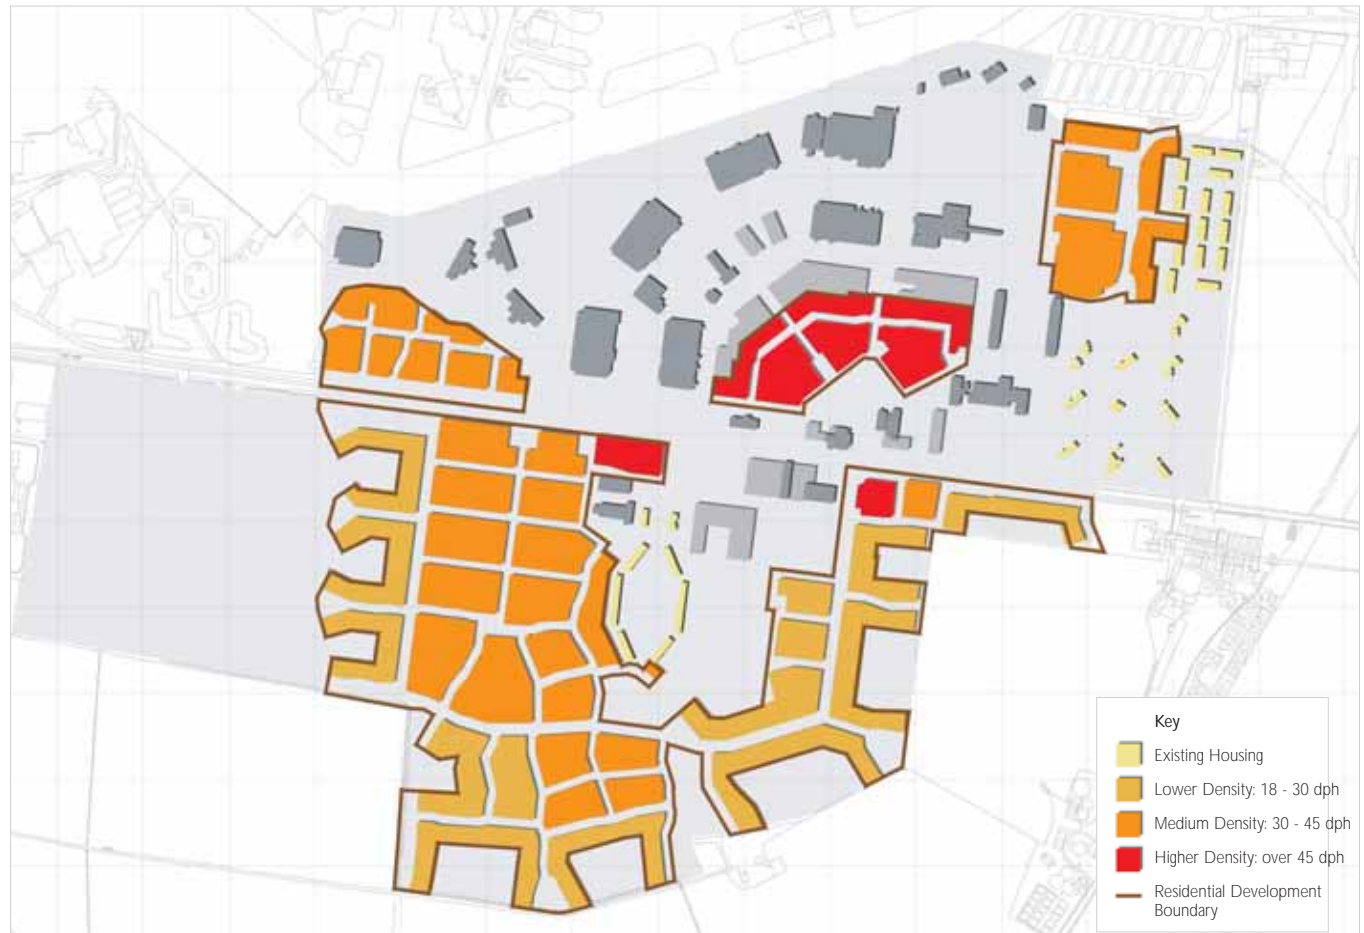 Key
Existing Housing
Lower Density: 18 - 30 dph
Medium Density: 30 - 45 dph
Higher Density: over 45 dph
Residential Development
Boundary